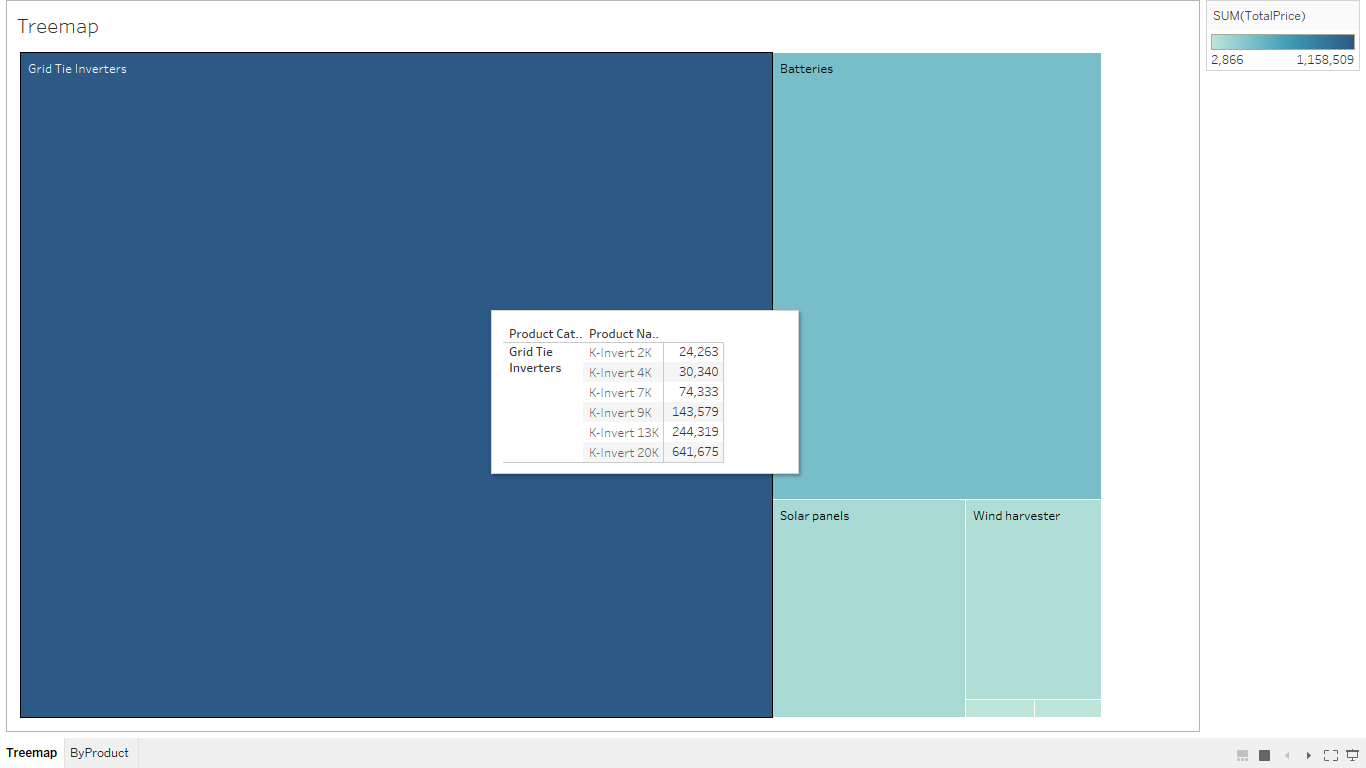 Treemap
SUM(TotalPrice)
2,866 1,158,509
Grid Tie Inverters
Batteries
Product Cat.. Product Na..
Grid Tie Inverters K-Invert 2K 24,263
K-Invert 4K 30,340
K-Invert 7K 74,333
K-Invert 9K 143,579
K-Invert 13K 244,319
K-Invert 20K 641,675
Solar panels
Wind harvester
Treemap ByProduct